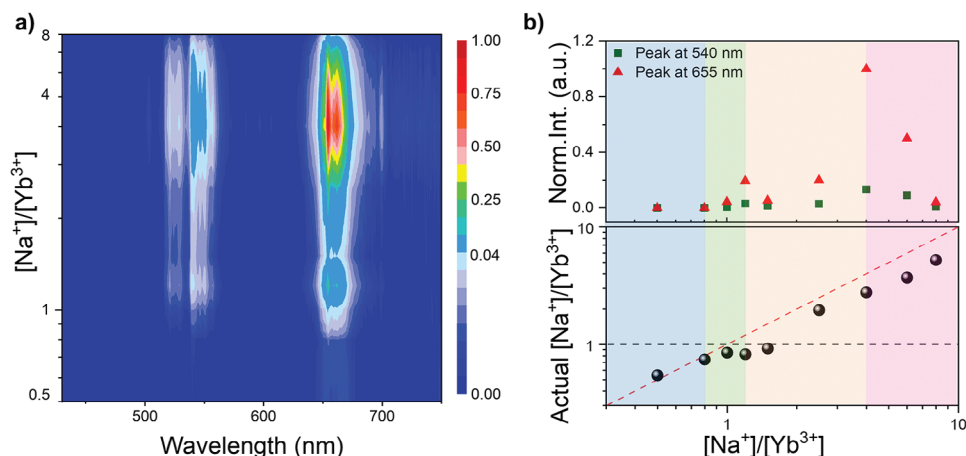 a)
8
4
1
0.5
[Na⁺]/[Yb³⁺]
500
600
700
Wavelength (nm)
1.00
0.75
0.50
0.25
0.04
0.00
b)
1.2
0.8
0.4
0.0
Norm.Int. (a.u.)
Peak at 540 nm
Peak at 655 nm
10
1
Actual [Na⁺]/[Yb³⁺]
1
10
[Na⁺]/[Yb³⁺]